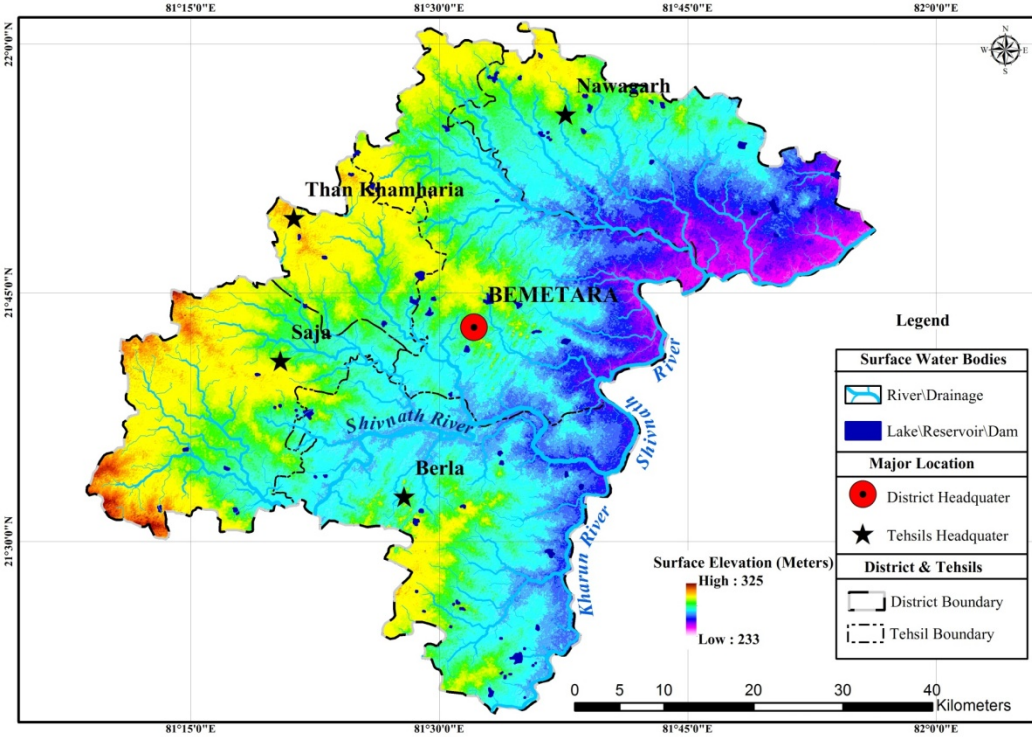 81°15'0"E 81°30'0"E 81°45'0"E 82°0'0"E
22°0'0"N
N
W E
S
Nawagarh
Than Khamharia
21°45'0"N
BEMETARA
Saja
Shivnath River
Shivnath River
Berla
Kharun River
21°30'0"N
Legend
Surface Water Bodies
River\Drainage
Lake\Reservoir\Dam
Major Location
District Headquater
Tehsils Headquater
District & Tehsils
District Boundary
Tehsil Boundary
Surface Elevation (Meters)
High : 325
Low : 233
0 5 10 20 30 40
Kilometers
81°15'0"E 81°30'0"E 81°45'0"E 82°0'0"E